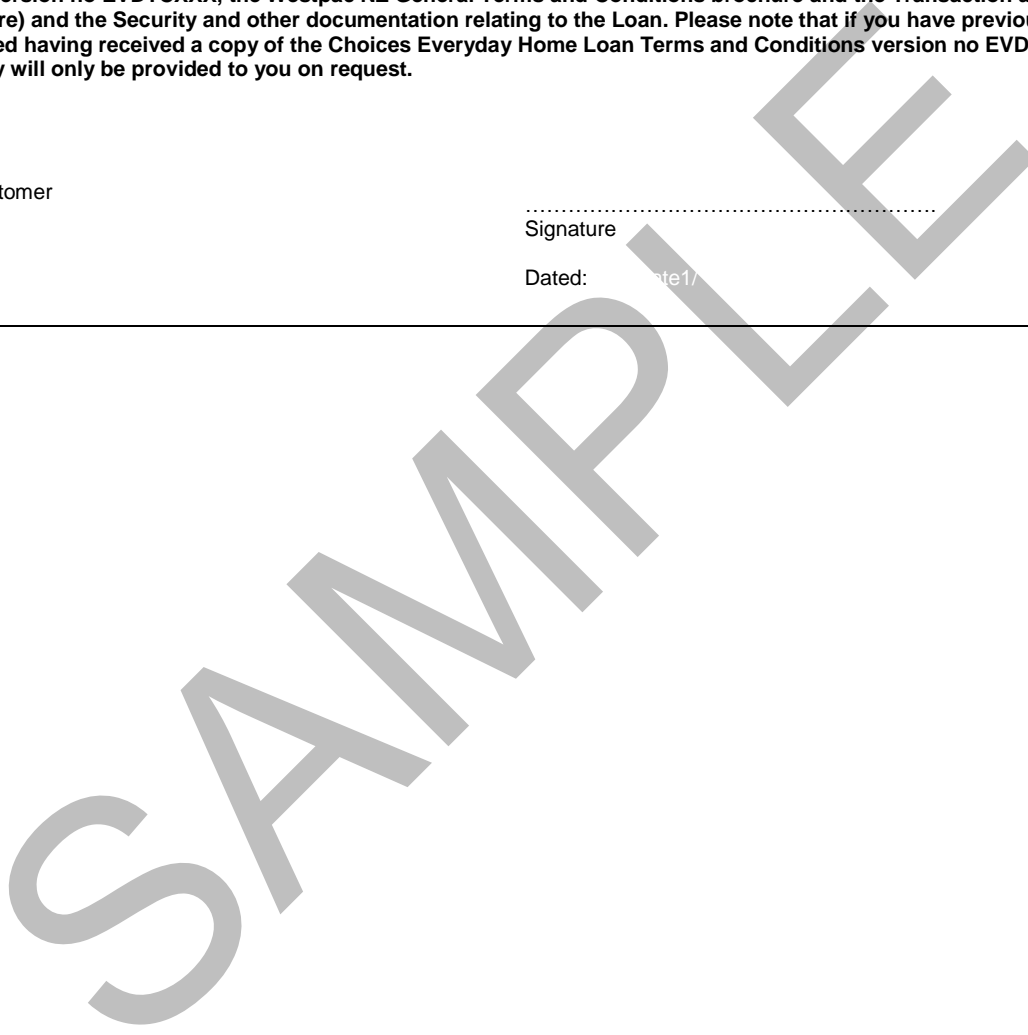 ersion no EVDTCXXX, the Westpac NZ General Terms and Conditions brochure and the Transaction a
re) and the Security and other documentation relating to the Loan. Please note that if you have previou
ed having received a copy of the Choices Everyday Home Loan Terms and Conditions version no EVD
y will only be provided to you on request.
tomer
………………………………………………….
Signature
Dated: te1/
SAMPLE